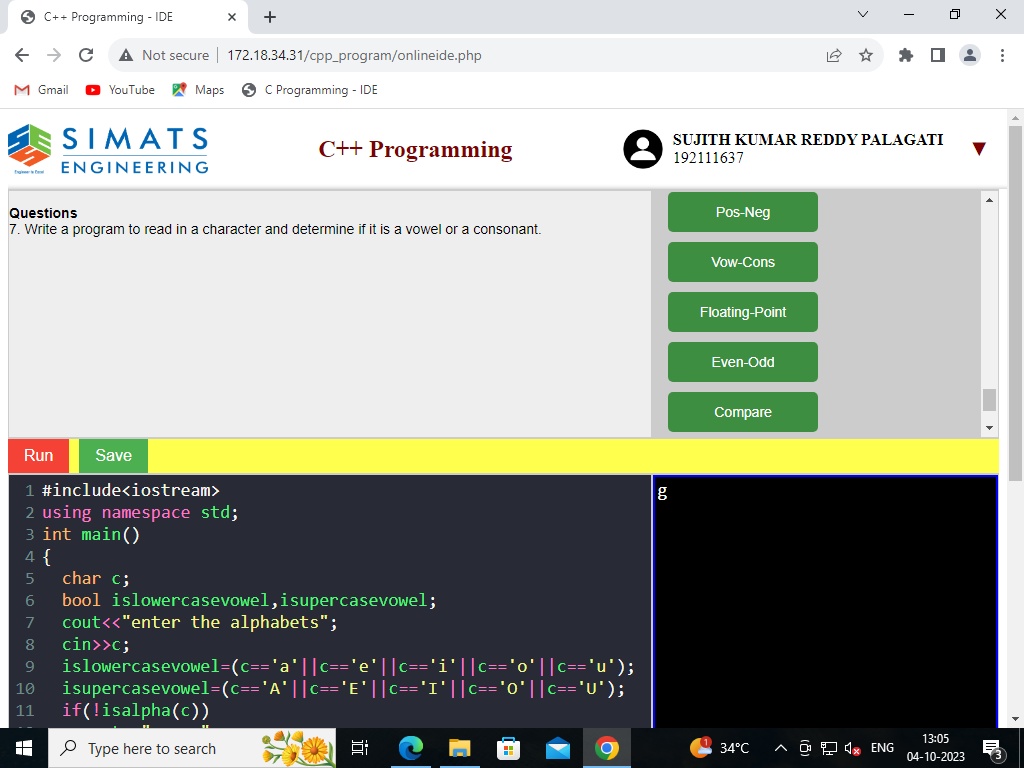 C++ Programming - IDE
Not secure
172.18.34.31/cpp_program/onlineide.php
Gmail
YouTube
Maps
C Programming - IDE
SIMATS
ENGINEERING
Engineer to Excel
C++ Programming
SUJITH KUMAR REDDY PALAGATI
192111637
Questions
7. Write a program to read in a character and determine if it is a vowel or a consonant.
Pos-Neg
Vow-Cons
Floating-Point
Even-Odd
Compare
Run
Save
1 #include<iostream>
2 using namespace std;
3 int main()
4 {
5 char c;
6 bool islowercasevowel,isupercasevowel;
7 cout<<"enter the alphabets";
8 cin>>c;
9 islowercasevowel=(c=='a'||c=='e'||c=='i'||c=='o'||c=='u');
10 isupercasevowel=(c=='A'||c=='E'||c=='I'||c=='O'||c=='U');
11 if(!isalpha(c))
g
Type here to search
34°C
ENG
13:05
04-10-2023
3